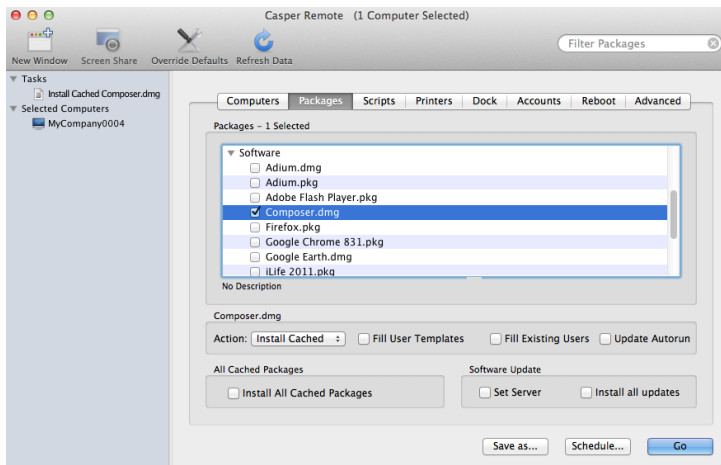 Casper Remote (1 Computer Selected)
New Window Screen Share Override Defaults Refresh Data
Filter Packages
Tasks
Install Cached Composer.dmg
Selected Computers
MyCompany0004
Computers Packages Scripts Printers Dock Accounts Reboot Advanced
Packages – 1 Selected
Software
Adium.dmg
Adium.pkg
Adobe Flash Player.pkg
Composer.dmg
Firefox.pkg
Google Chrome 831.pkg
Google Earth.dmg
iLife 2011.pkg
No Description
Composer.dmg
Action: Install Cached Fill User Templates Fill Existing Users Update Autorun
All Cached Packages
Install All Cached Packages
Software Update
Set Server Install all updates
Save as... Schedule... Go